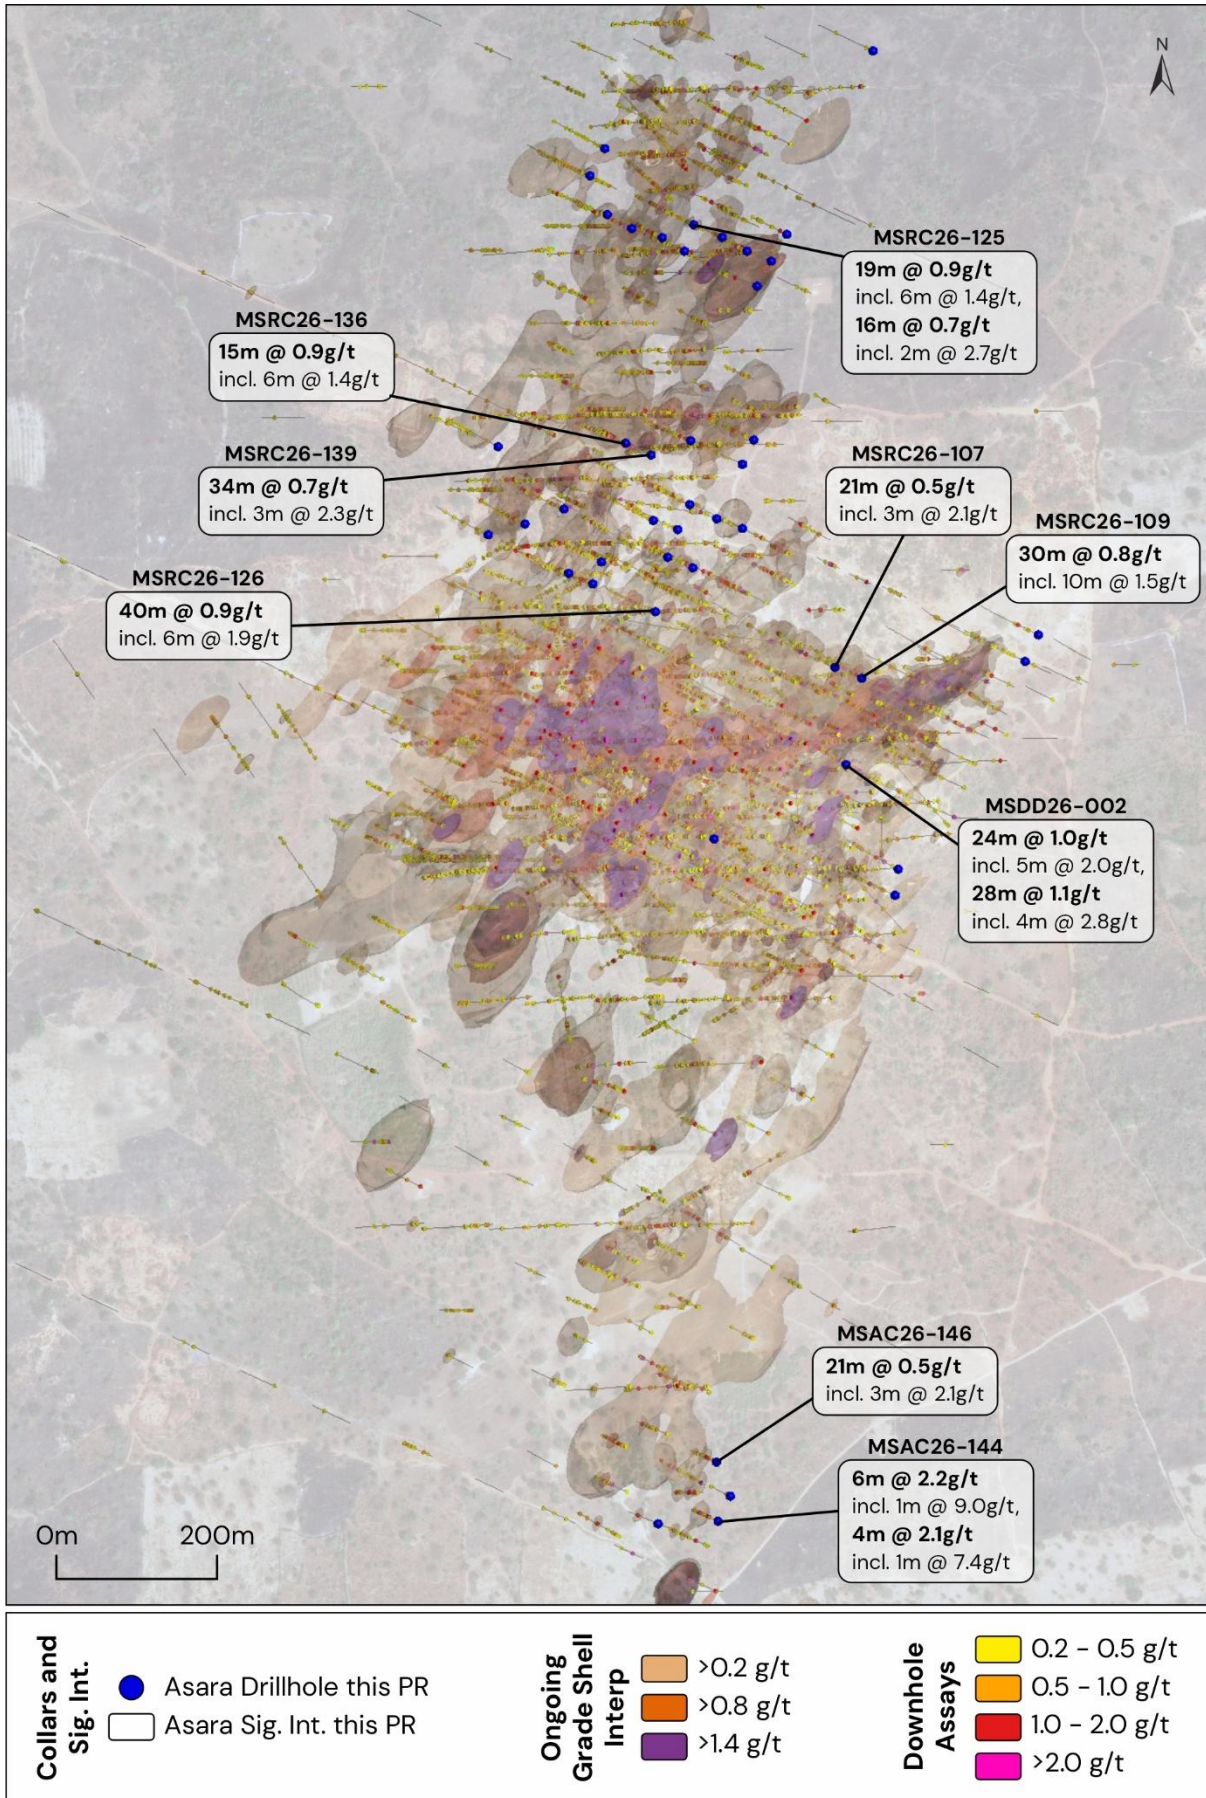 N
MSRC26-125
19m @ 0.9g/t
incl. 6m @ 1.4g/t,
16m @ 0.7g/t
incl. 2m @ 2.7g/t
MSRC26-136
15m @ 0.9g/t
incl. 6m @ 1.4g/t
MSRC26-139
34m @ 0.7g/t
incl. 3m @ 2.3g/t
MSRC26-107
21m @ 0.5g/t
incl. 3m @ 2.1g/t
MSRC26-109
30m @ 0.8g/t
incl. 10m @ 1.5g/t
MSRC26-126
40m @ 0.9g/t
incl. 6m @ 1.9g/t
MSDD26-002
24m @ 1.0g/t
incl. 5m @ 2.0g/t,
28m @ 1.1g/t
incl. 4m @ 2.8g/t
MSAC26-146
21m @ 0.5g/t
incl. 3m @ 2.1g/t
MSAC26-144
6m @ 2.2g/t
incl. 1m @ 9.0g/t,
4m @ 2.1g/t
incl. 1m @ 7.4g/t
0m 200m
Collars and
Sig. Int.
Asara Drillhole this PR
Asara Sig. Int. this PR
Ongoing
Grade Shell
Interp
>0.2 g/t
>0.8 g/t
>1.4 g/t
Downhole
Assays
0.2 - 0.5 g/t
0.5 - 1.0 g/t
1.0 - 2.0 g/t
>2.0 g/t